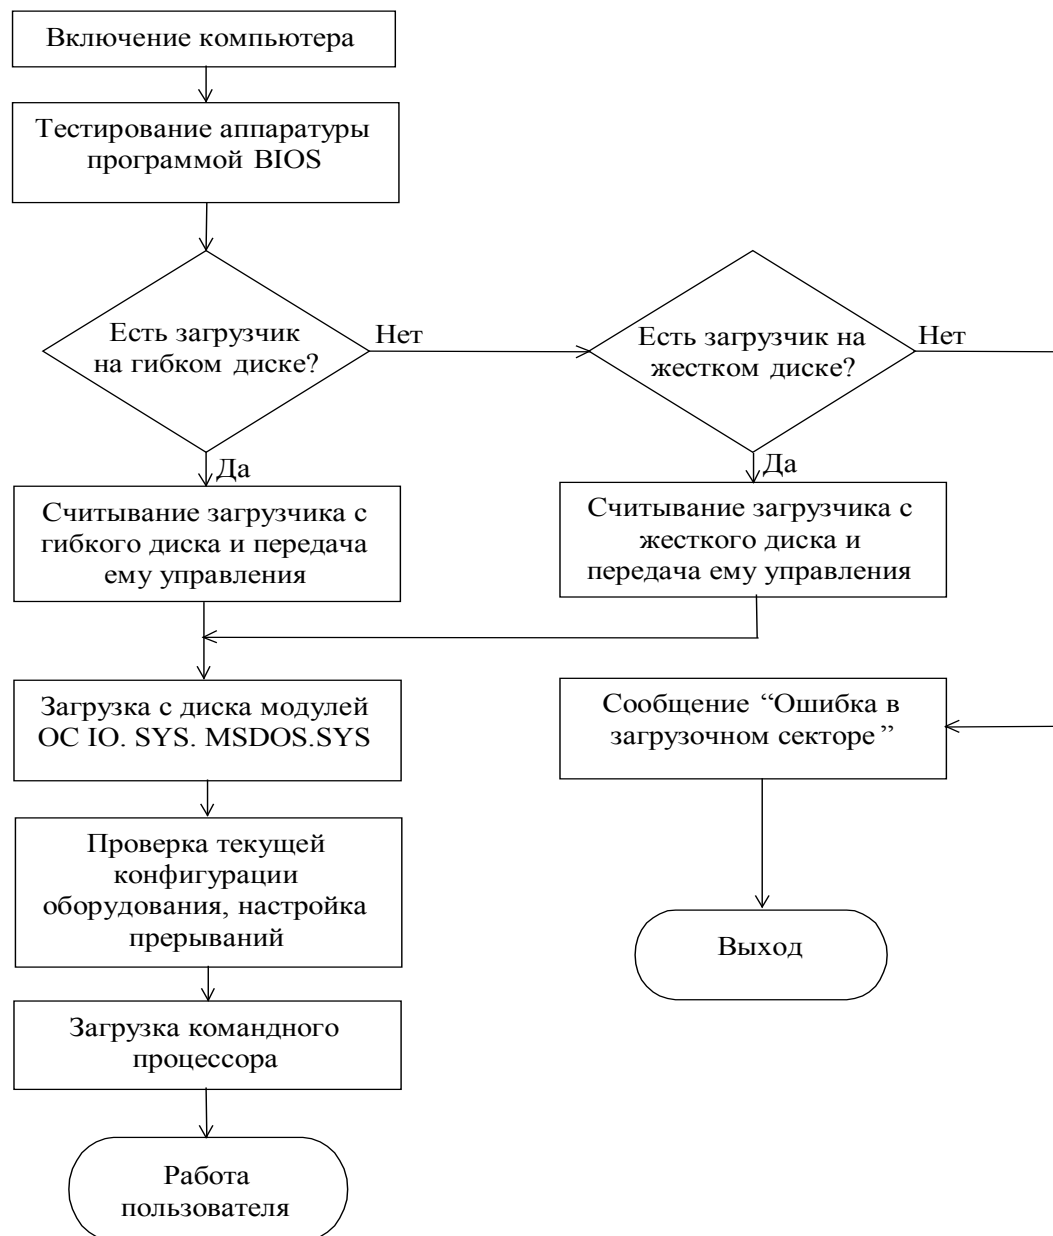 Включение компьютера
Тестирование аппаратуры
программой BIOS
Есть загрузчик
на гибком диске?
Нет
Есть загрузчик на
жестком диске?
Нет
Да
Да
Считывание загрузчика с
гибкого диска и передача
ему управления
Считывание загрузчика с
жесткого диска и
передача ему управления
Загрузка с диска модулей
ОС IO. SYS. MSDOS.SYS
Сообщение “Ошибка в
загрузочном секторе”
Проверка текущей
конфигурации
оборудования, настройка
прерываний
Выход
Загрузка командного
процессора
Работа
пользователя